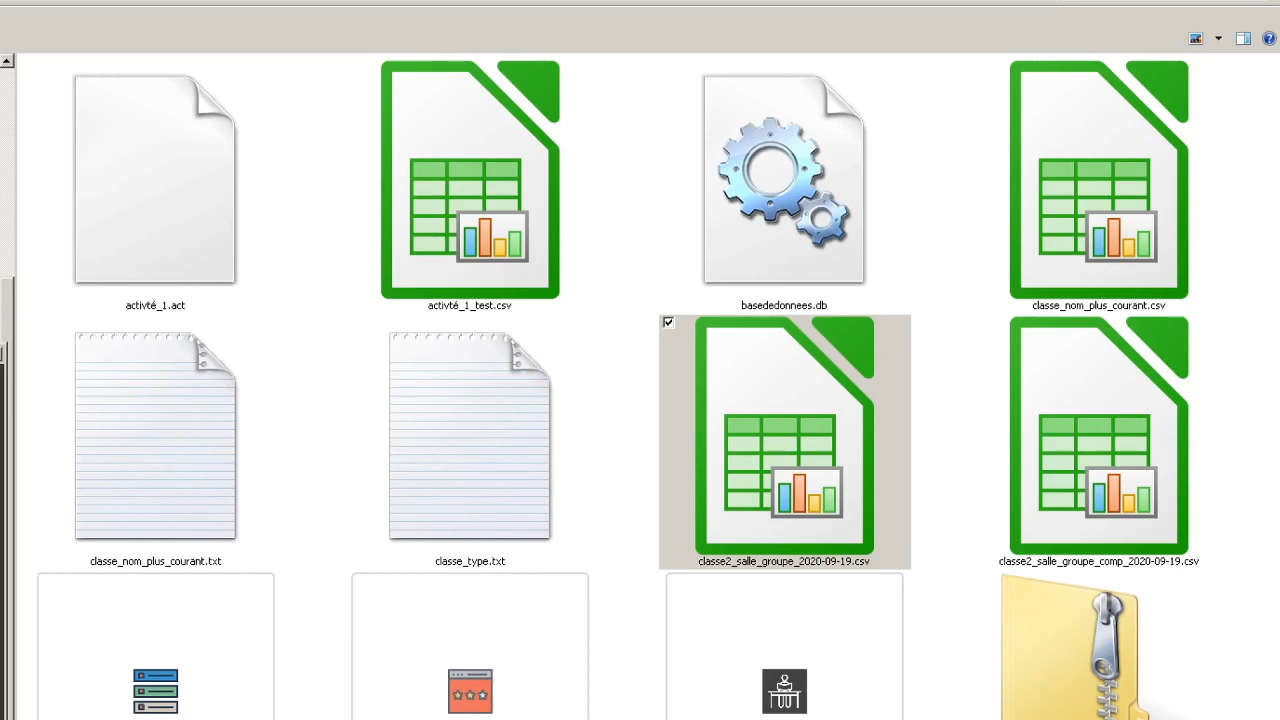 activté_1.act
activté_1_test.csv
basededonnees.db
classe_nom_plus_courant.csv
classe_nom_plus_courant.txt
classe_type.txt
classe2_salle_groupe_2020-09-19.csv
classe2_salle_groupe_comp_2020-09-19.csv